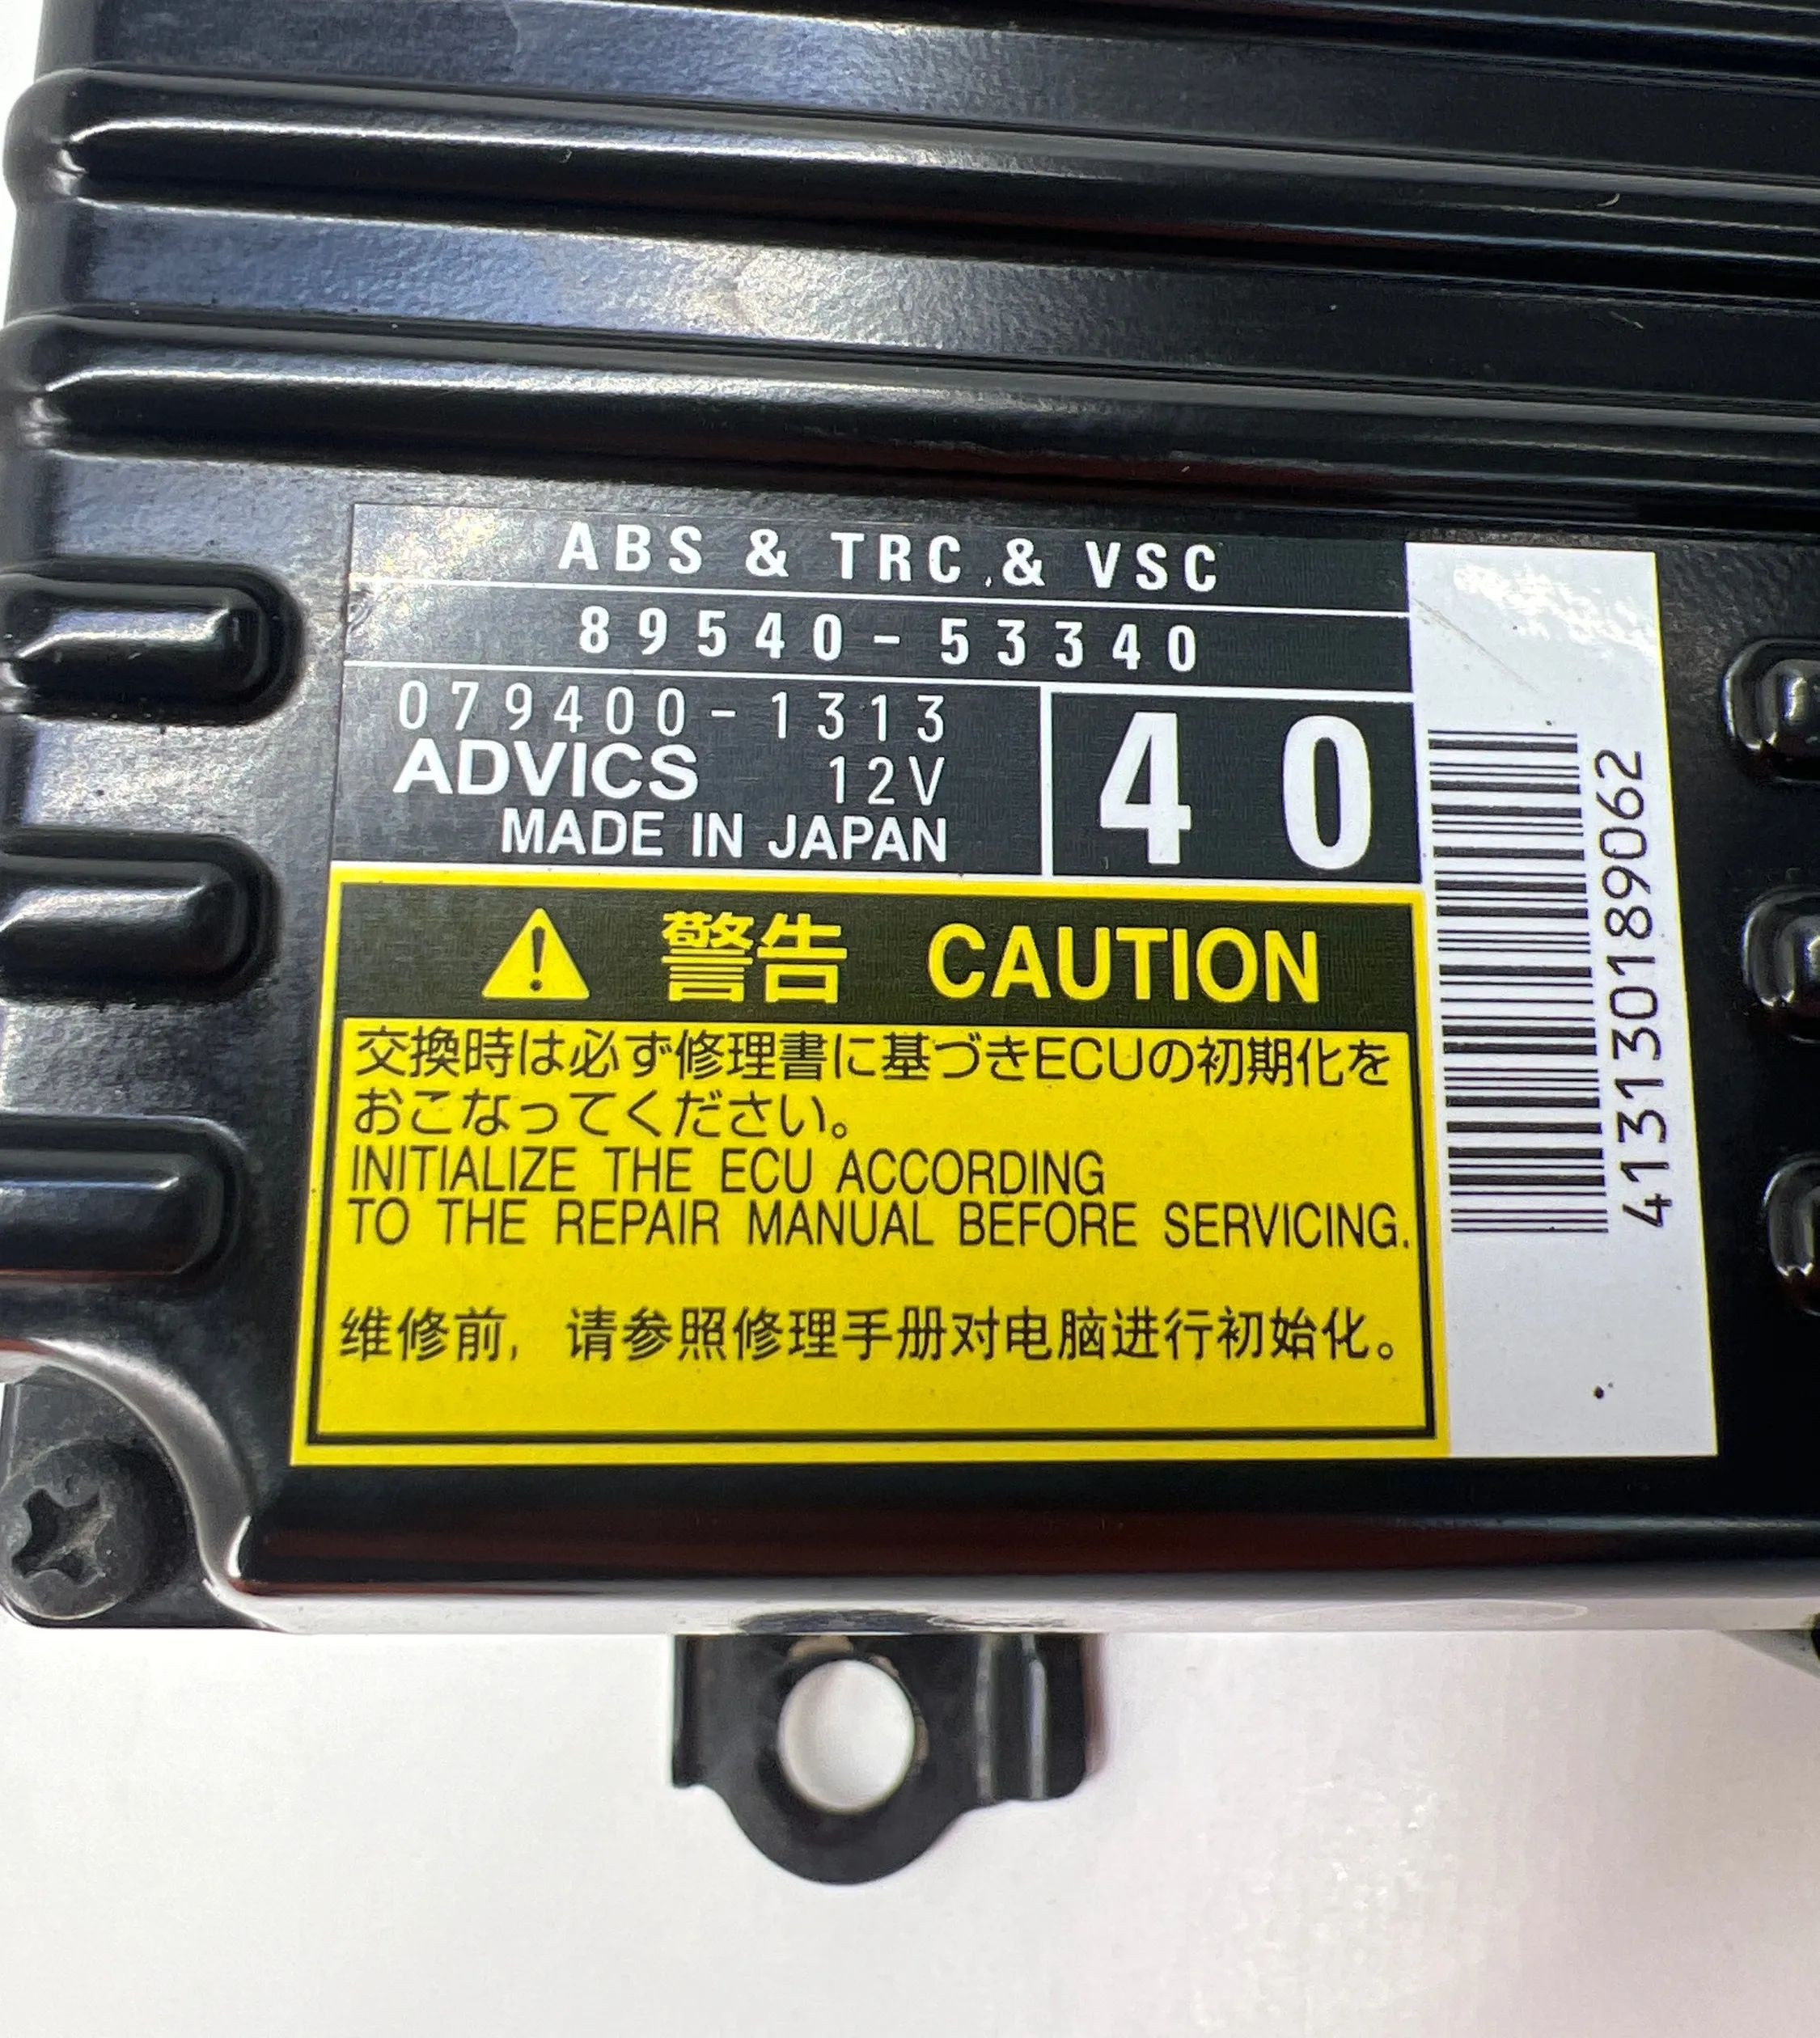 ABS & TRC & VSC
89540-53340
079400-1313
ADVICS 12V
MADE IN JAPAN
40
警告 CAUTION
交換時は必ず修理書に基づきECUの初期化を
おこなってください。
INITIALIZE THE ECU ACCORDING
TO THE REPAIR MANUAL BEFORE SERVICING.
维修前, 请参照修理手册对电脑进行初始化。
413130189062